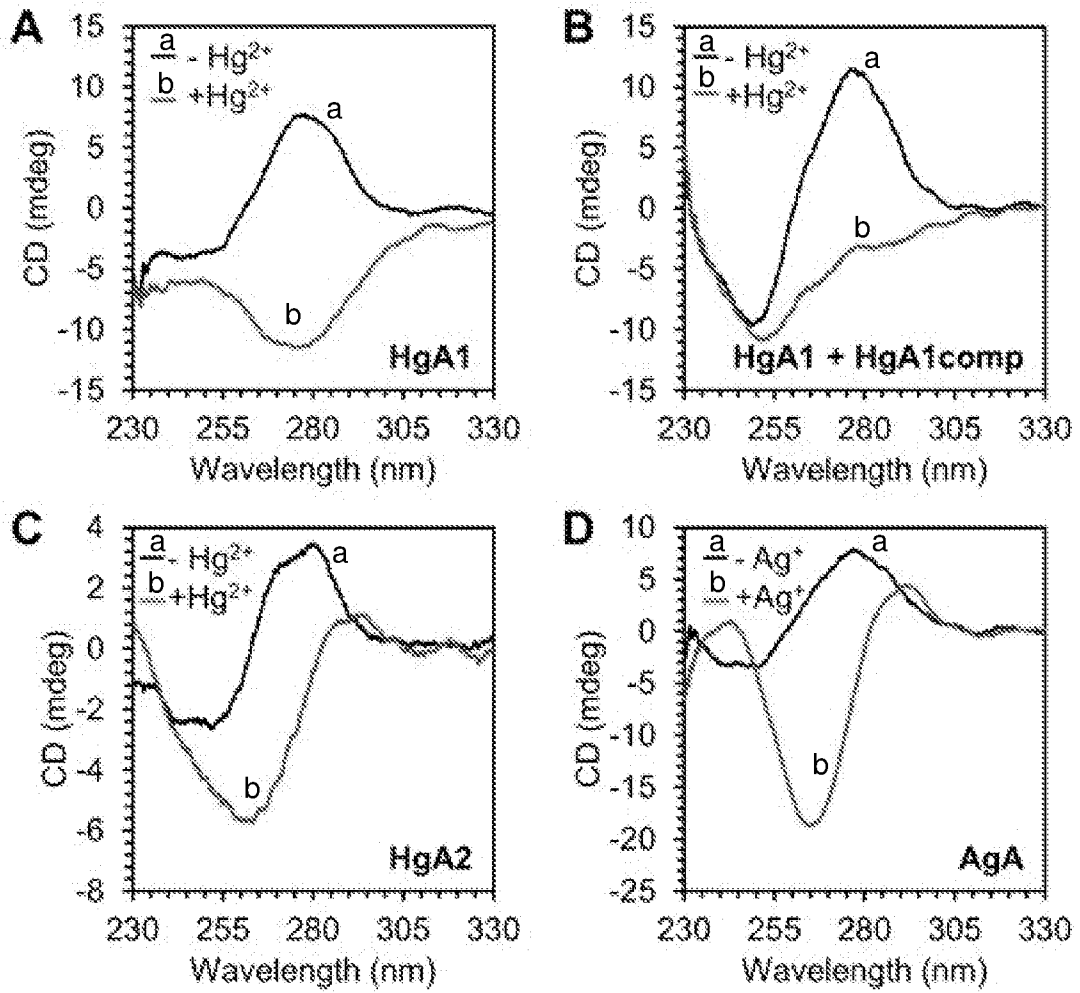 A
15
10
5
0
-5
-10
-15
a
- Hg²⁺
b
+Hg²⁺
a
b
HgA1
CD (mdeg)
230 255 280 305 330
Wavelength (nm)
B
15
10
5
0
-5
-10
-15
a
- Hg²⁺
b
+Hg²⁺
a
b
HgA1 + HgA1comp
CD (mdeg)
230 255 280 305 330
Wavelength (nm)
C
4
2
0
-2
-4
-6
-8
a
- Hg²⁺
b
+Hg²⁺
a
b
HgA2
CD (mdeg)
230 255 280 305 330
Wavelength (nm)
D
10
5
0
-5
-10
-15
-20
-25
a
- Ag⁺
b
+Ag⁺
a
b
AgA
CD (mdeg)
230 255 280 305 330
Wavelength (nm)